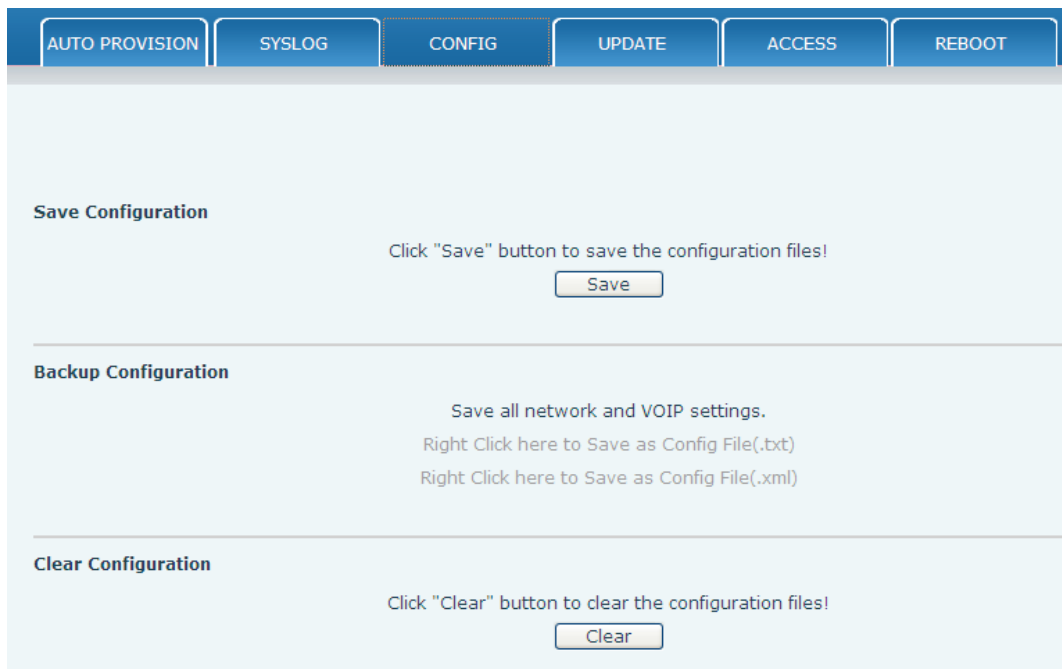 AUTO PROVISION SYSLOG CONFIG UPDATE ACCESS REBOOT
Save Configuration
Click "Save" button to save the configuration files!
Save
Backup Configuration
Save all network and VOIP settings.
Right Click here to Save as Config File(.txt)
Right Click here to Save as Config File(.xml)
Clear Configuration
Click "Clear" button to clear the configuration files!
Clear